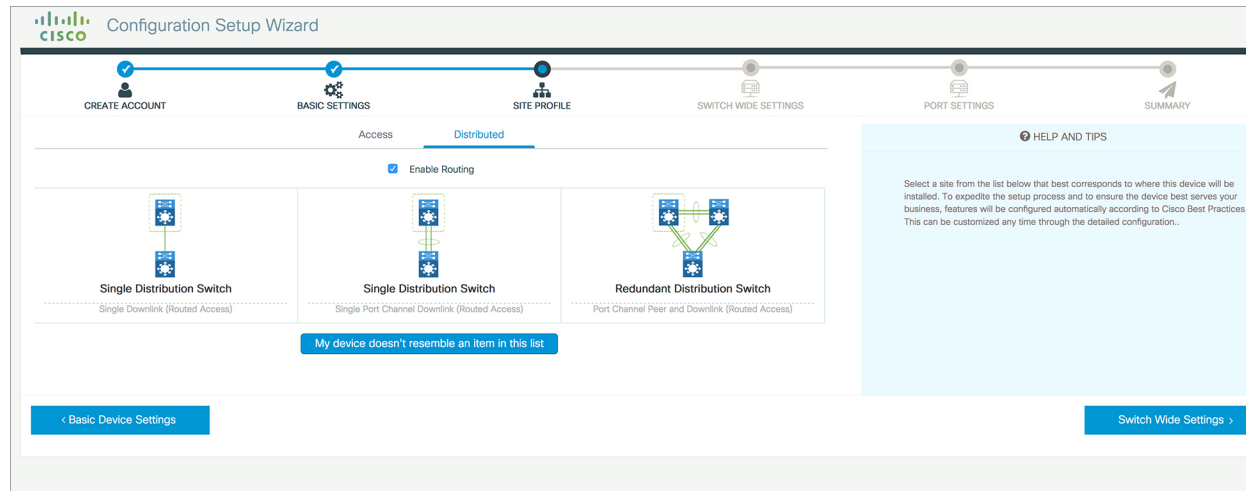 CISCO Configuration Setup Wizard
CREATE ACCOUNT BASIC SETTINGS SITE PROFILE SWITCH WIDE SETTINGS PORT SETTINGS SUMMARY
Access Distributed
HELP AND TIPS
Enable Routing
Select a site from the list below that best corresponds to where this device will be
installed. To expedite the setup process and to ensure the device best serves your
business, features will be configured automatically according to Cisco Best Practices
This can be customized any time through the detailed configuration..
Single Distribution Switch Single Distribution Switch Redundant Distribution Switch
Single Downlink (Routed Access) Single Port Channel Downlink (Routed Access) Port Channel Peer and Downlink (Routed Access)
My device doesn't resemble an item in this list
< Basic Device Settings Switch Wide Settings >